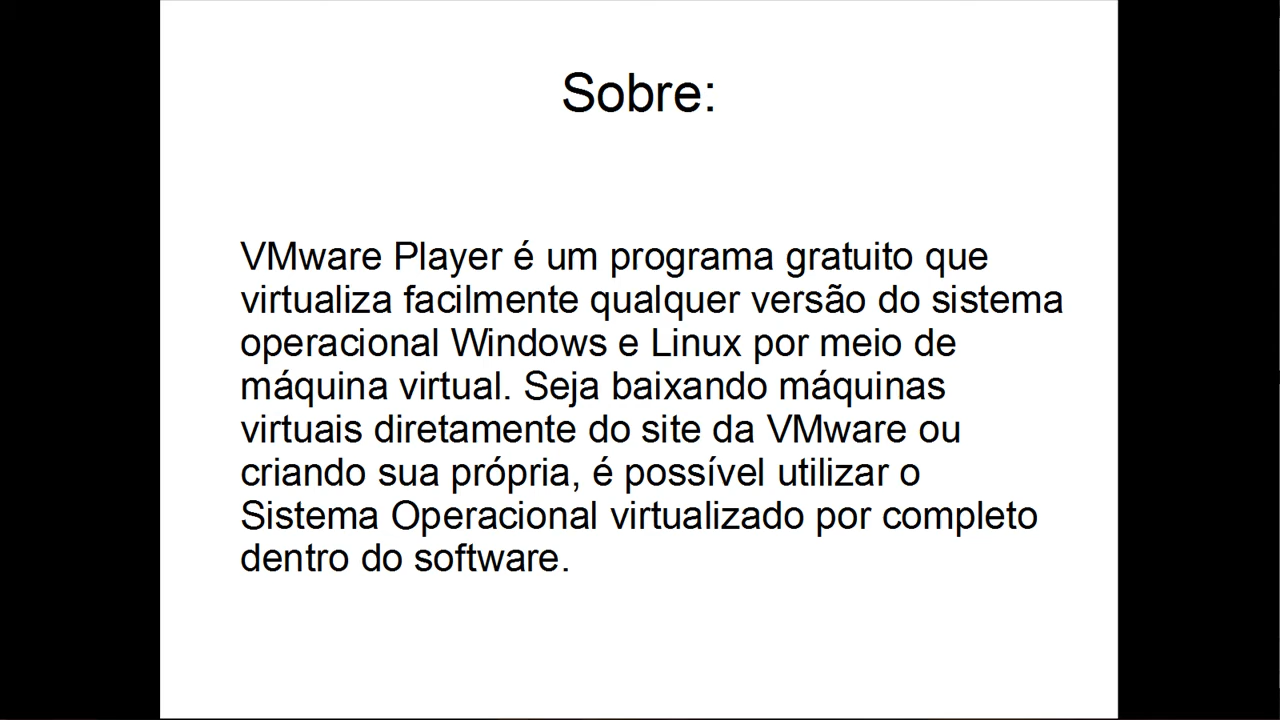 Sobre:
VMware Player é um programa gratuito que
virtualiza facilmente qualquer versão do sistema
operacional Windows e Linux por meio de
máquina virtual. Seja baixando máquinas
virtuais diretamente do site da VMware ou
criando sua própria, é possível utilizar o
Sistema Operacional virtualizado por completo
dentro do software.